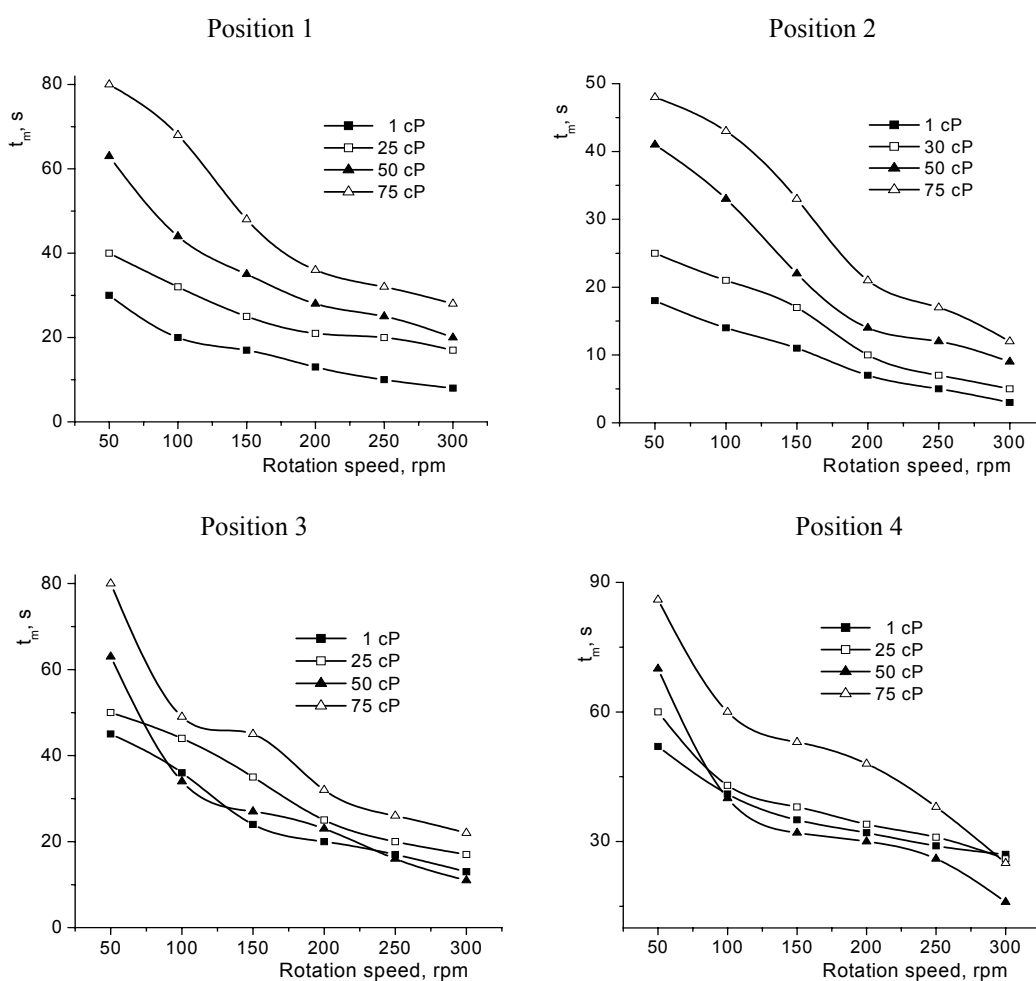 Position 1
80
60
40
20
0
t_m, s
1 cP
25 cP
50 cP
75 cP
50 100 150 200 250 300
Rotation speed, rpm
Position 2
50
40
30
20
10
0
t_m, s
1 cP
30 cP
50 cP
75 cP
50 100 150 200 250 300
Rotation speed, rpm
Position 3
80
60
40
20
0
t_m, s
1 cP
25 cP
50 cP
75 cP
50 100 150 200 250 300
Rotation speed, rpm
Position 4
90
60
30
t_m, s
1 cP
25 cP
50 cP
75 cP
50 100 150 200 250 300
Rotation speed, rpm